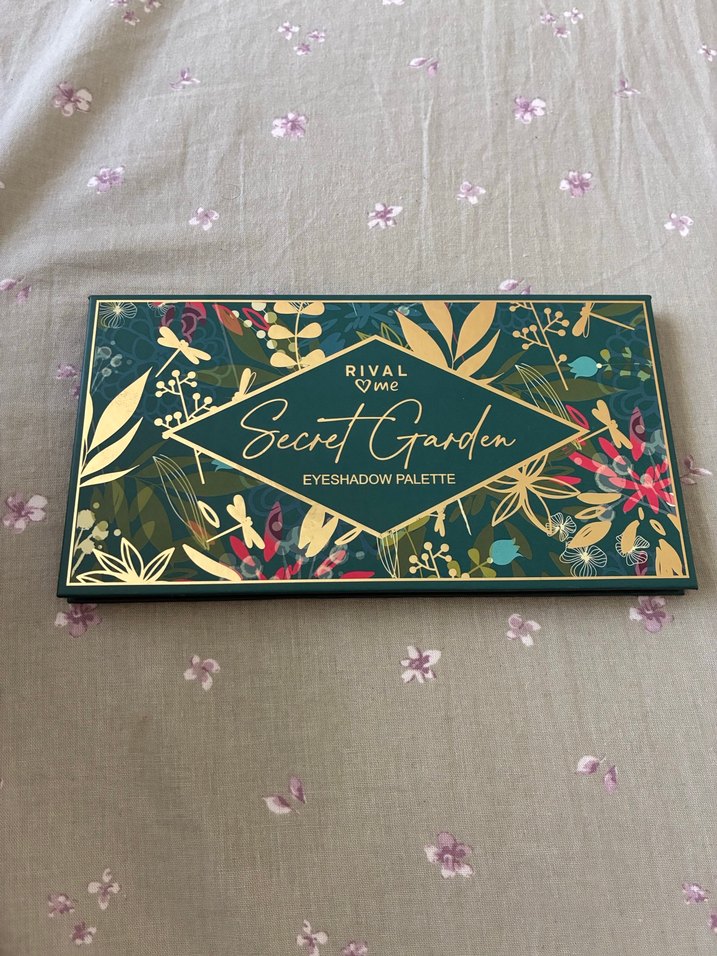 RIVAL
♡me
Secret Garden
EYESHADOW PALETTE